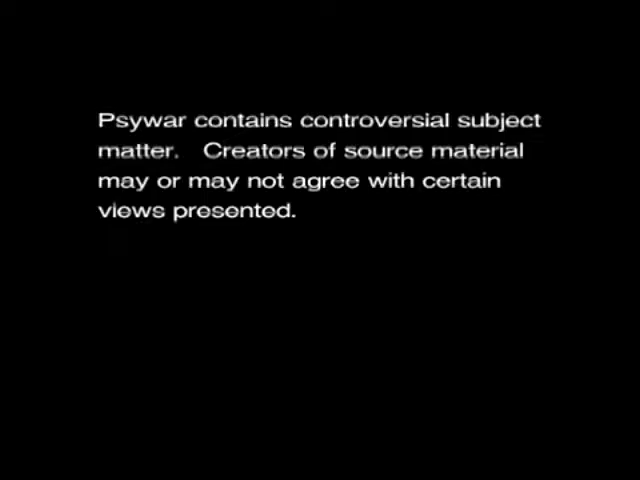 Psywar contains controversial subject
matter.   Creators of source material
may or may not agree with certain
views presented.